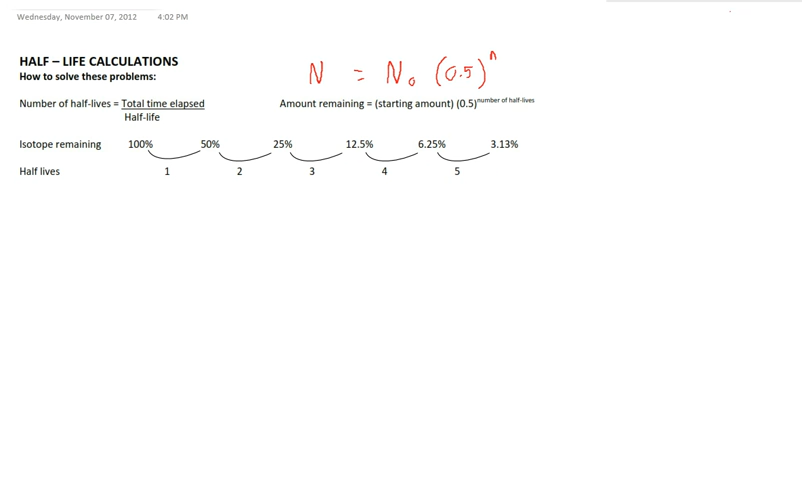 Wednesday, November 07, 2012 4:02 PM
HALF – LIFE CALCULATIONS
How to solve these problems:
N = N₀ (0.5)ⁿ
Number of half-lives = Total time elapsed
Half-life
Amount remaining = (starting amount) (0.5)^number of half-lives
Isotope remaining 100% 50% 25% 12.5% 6.25% 3.13%
Half lives 1 2 3 4 5